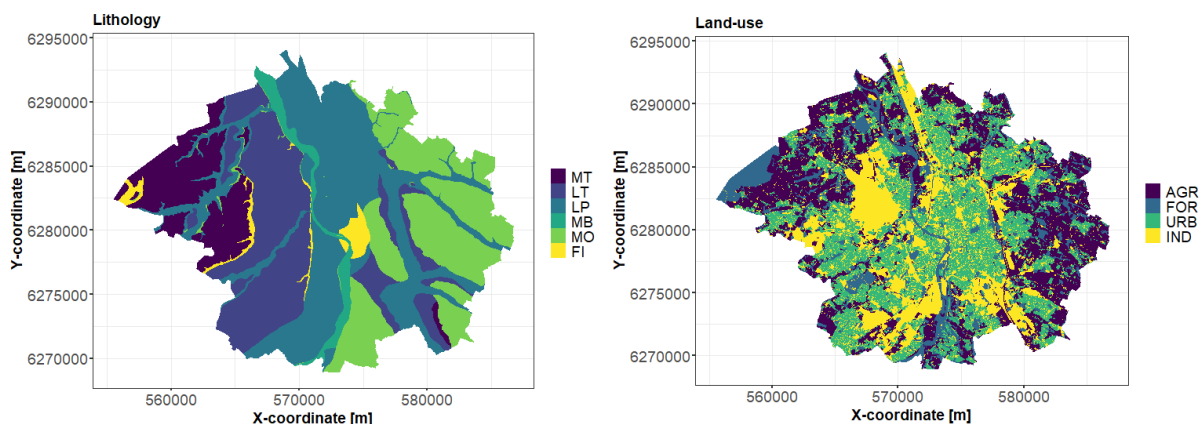 Lithology
6295000
6290000
6285000
6280000
6275000
6270000
Y-coordinate [m]
560000 570000 580000
X-coordinate [m]
MT
LT
LP
MB
MO
FI
Land-use
6295000
6290000
6285000
6280000
6275000
6270000
Y-coordinate [m]
560000 570000 580000
X-coordinate [m]
AGR
FOR
URB
IND